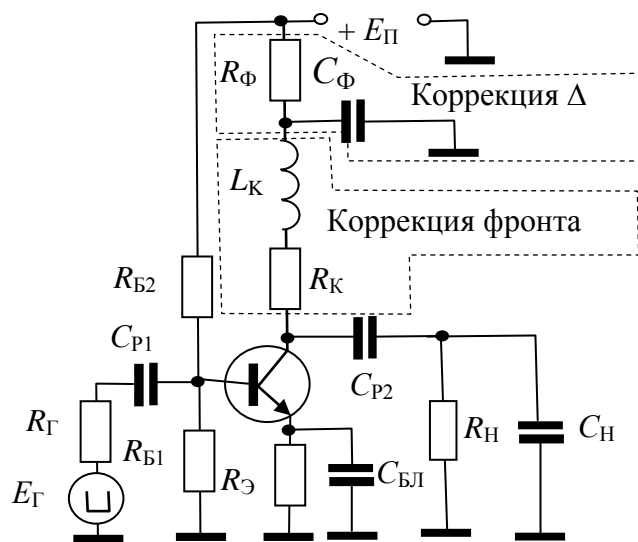 + EП
RФ
CФ
Коррекция Δ
LК
Коррекция фронта
RБ2
RК
CР1
CР2
RГ
RБ1
RЭ
RН
CН
CБЛ
EГ